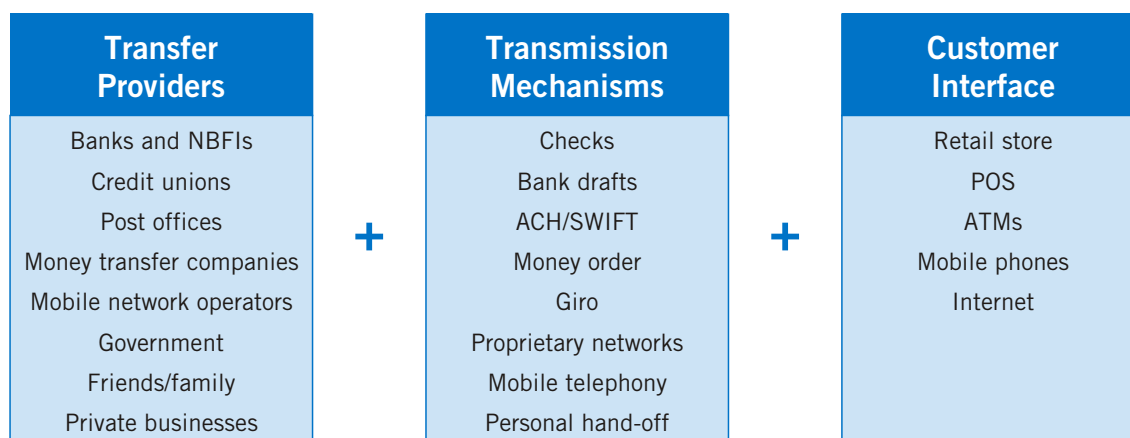 Transfer
Providers
Banks and NBFIs
Credit unions
Post offices
Money transfer companies
Mobile network operators
Government
Friends/family
Private businesses
+
Transmission
Mechanisms
Checks
Bank drafts
ACH/SWIFT
Money order
Giro
Proprietary networks
Mobile telephony
Personal hand-off
+
Customer
Interface
Retail store
POS
ATMs
Mobile phones
Internet